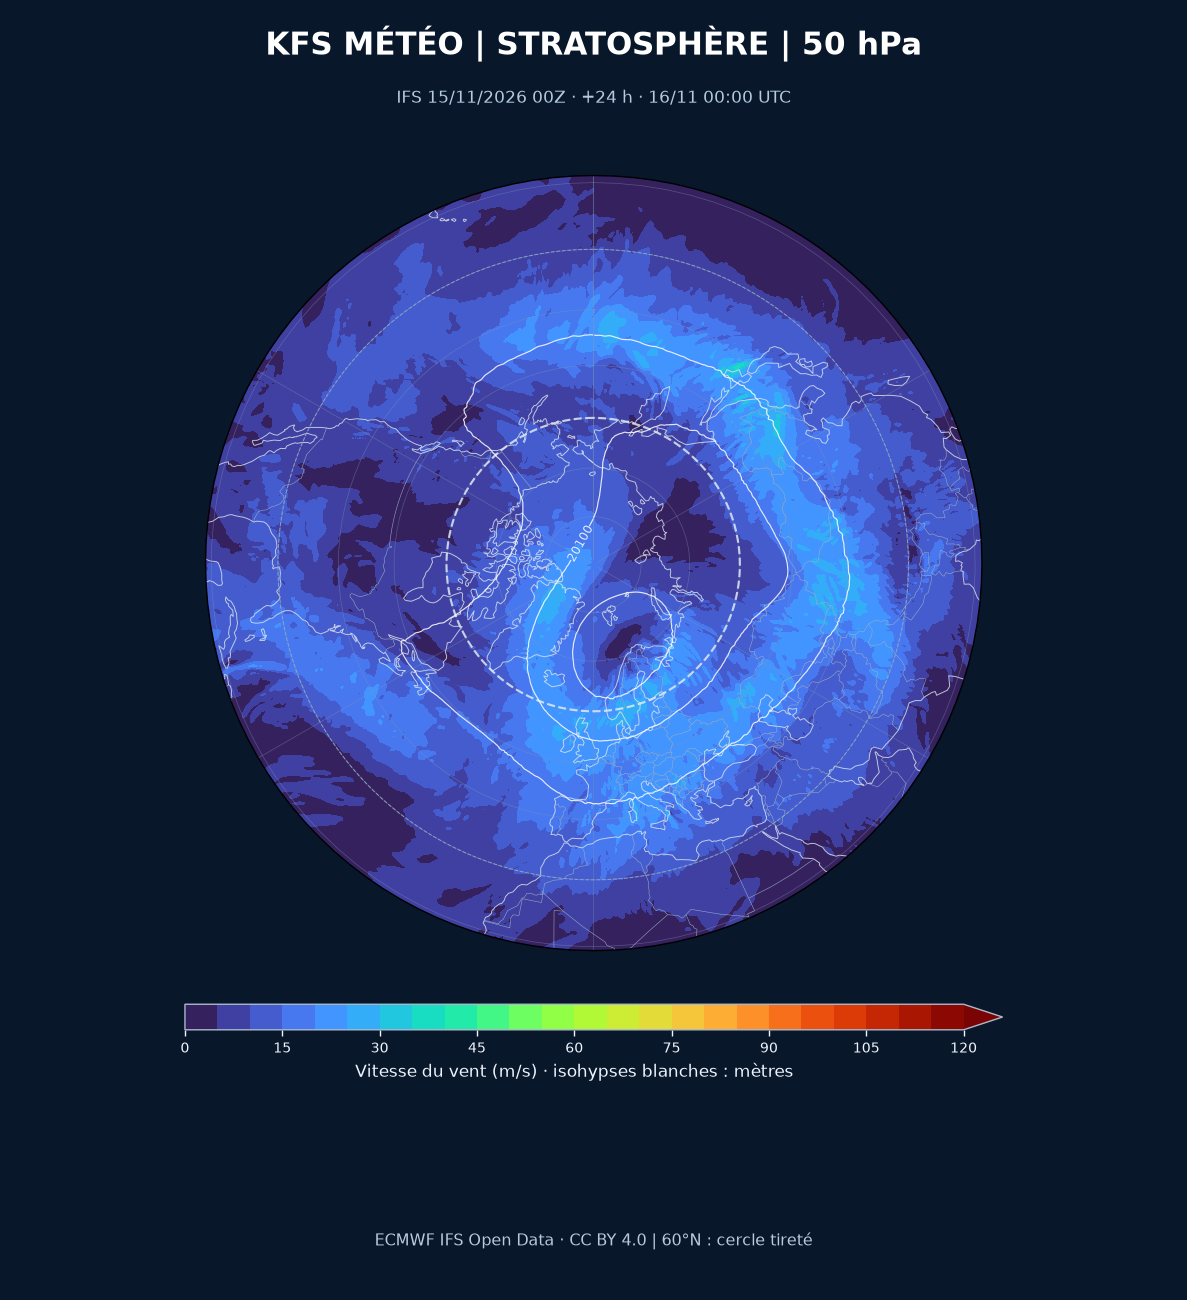 KFS MÉTÉO | STRATOSPHÈRE | 50 hPa
IFS 15/11/2026 00Z · +24 h · 16/11 00:00 UTC
20100
0 15 30 45 60 75 90 105 120
Vitesse du vent (m/s) · isohypses blanches : mètres
ECMWF IFS Open Data · CC BY 4.0 | 60°N : cercle tireté